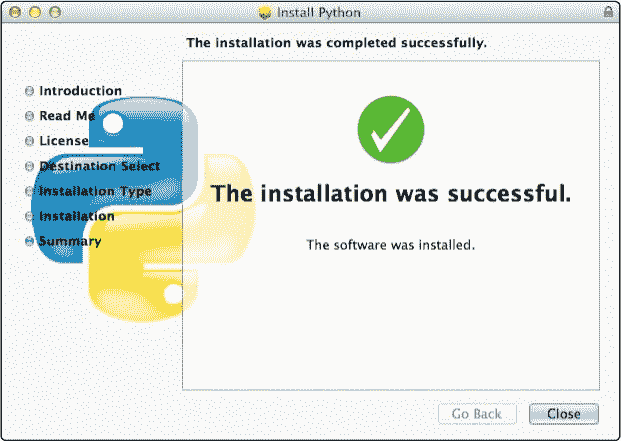 Install Python
The installation was completed successfully.
Introduction
Read Me
License
Destination Select
Installation Type
Installation
Summary
The installation was successful.
The software was installed.
Go Back
Close